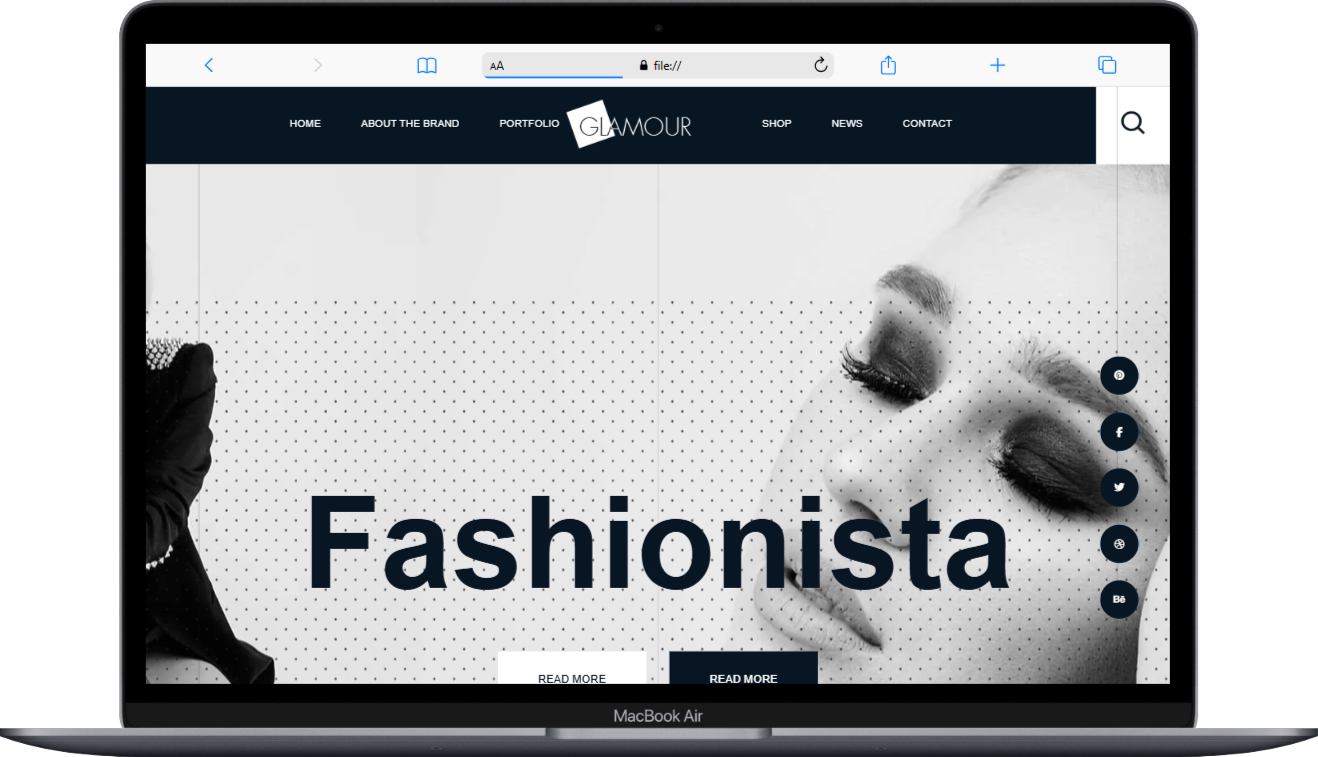 AA file://
HOME ABOUT THE BRAND PORTFOLIO GLAMOUR SHOP NEWS CONTACT
Fashionista
Bē
READ MORE READ MORE
MacBook Air